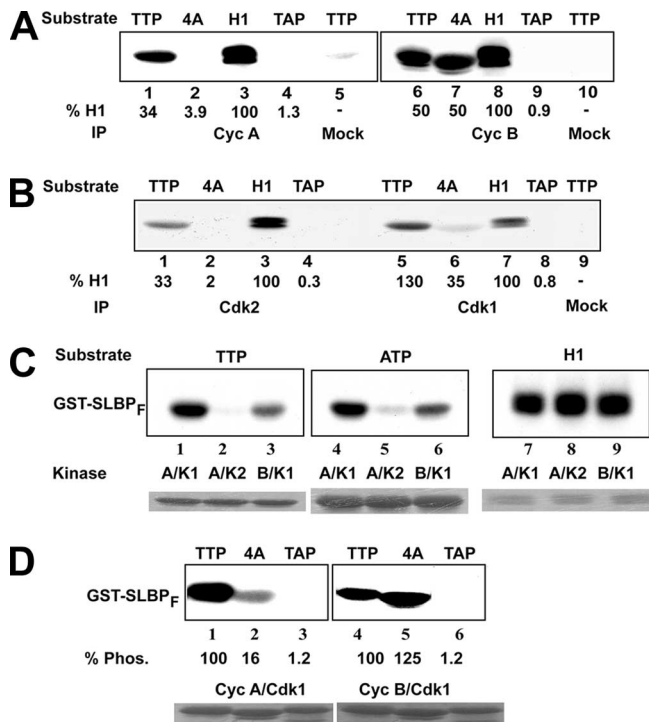 A
Substrate TTP 4A H1 TAP TTP TTP 4A H1 TAP TTP
1 2 3 4 5 6 7 8 9 10
% H1 34 3.9 100 1.3 - 50 50 100 0.9 -
IP Cyc A Mock Cyc B Mock
B
Substrate TTP 4A H1 TAP TTP 4A H1 TAP TTP
1 2 3 4 5 6 7 8 9
% H1 33 2 100 0.3 130 35 100 0.8 -
IP Cdk2 Cdk1 Mock
C
Substrate TTP ATP H1
GST-SLBPF
1 2 3 4 5 6 7 8 9
Kinase A/K1 A/K2 B/K1 A/K1 A/K2 B/K1 A/K1 A/K2 B/K1
D
TTP 4A TAP TTP 4A TAP
GST-SLBPF
1 2 3 4 5 6
% Phos. 100 16 1.2 100 125 1.2
Cyc A/Cdk1 Cyc B/Cdk1